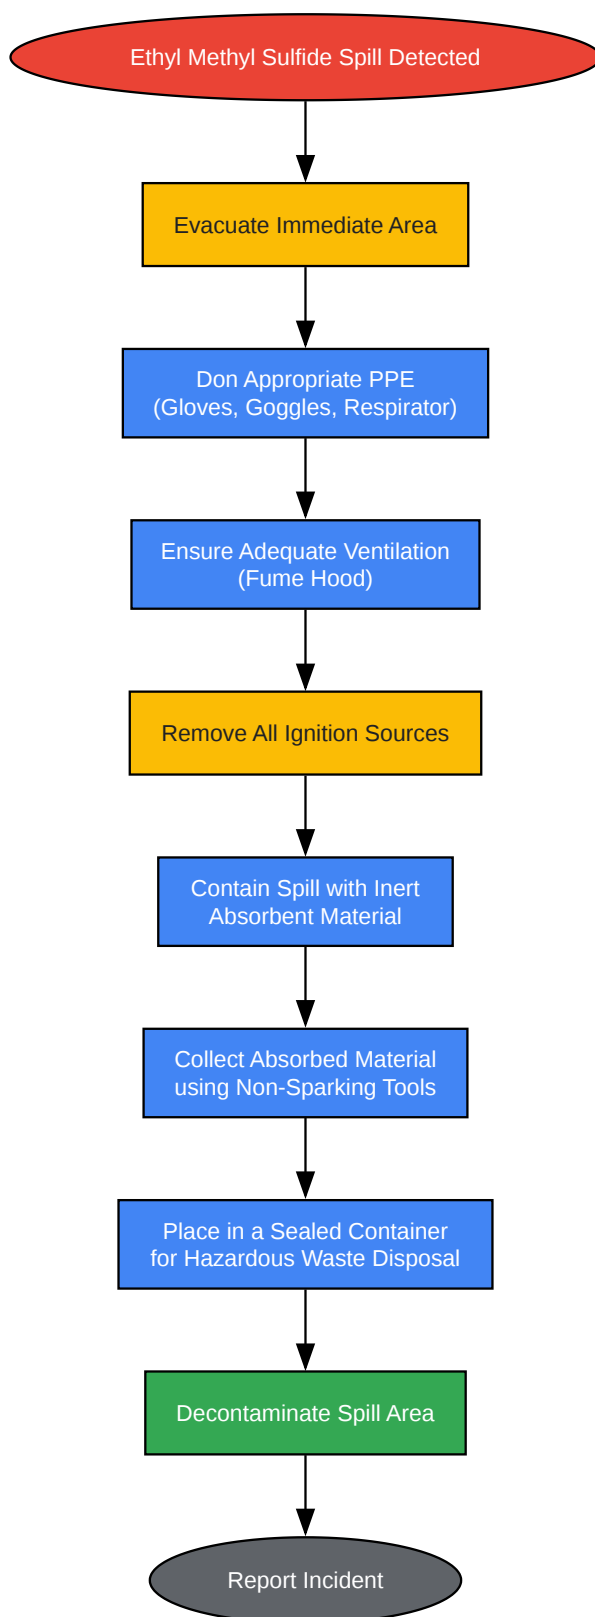 Ethyl Methyl Sulfide Spill Detected
Evacuate Immediate Area
Don Appropriate PPE
(Gloves, Goggles, Respirator)
Ensure Adequate Ventilation
(Fume Hood)
Remove All Ignition Sources
Contain Spill with Inert
Absorbent Material
Collect Absorbed Material
using Non-Sparking Tools
Place in a Sealed Container
for Hazardous Waste Disposal
Decontaminate Spill Area
Report Incident